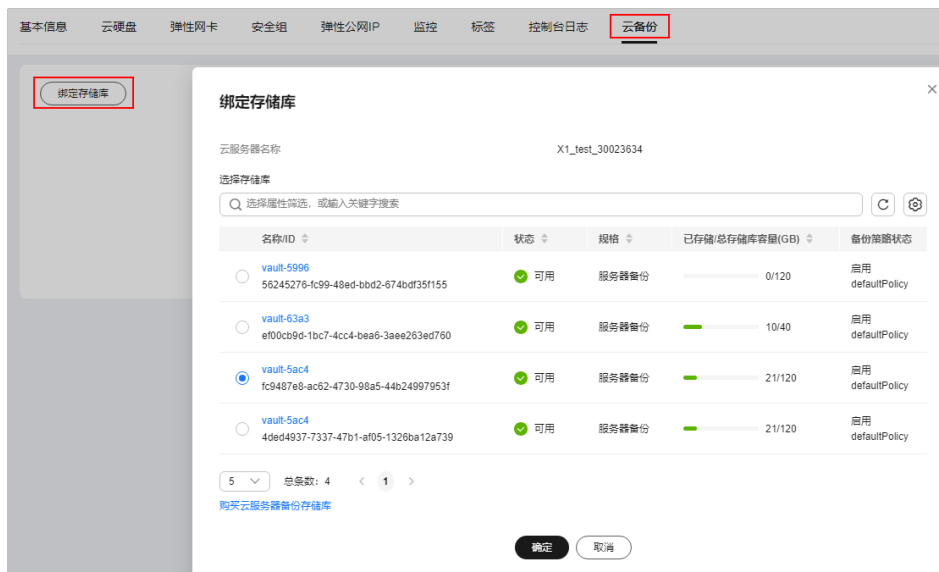 基本信息 云硬盘 弹性网卡 安全组 弹性公网IP 监控 标签 控制台日志 云备份
绑定存储库
绑定存储库
云服务器名称 X1_test_30023634
选择存储库
选择属性筛选，或输入关键字搜索
名称/ID 状态 规格 已存储/总存储库容量(GB) 备份策略状态
vault-5996
56245276-fc99-48ed-bbd2-674bdf35f155
可用 服务器备份 0/120
启用
defaultPolicy
vault-63a3
ef00cb9d-1bc7-4cc4-bea6-3aee263ed760
可用 服务器备份 10/40
启用
defaultPolicy
vault-5ac4
fc9487e8-ac62-4730-98a5-44b24997953f
可用 服务器备份 21/120
启用
defaultPolicy
vault-5ac4
4ded4937-7337-47b1-af05-1326ba12a739
可用 服务器备份 21/120
启用
defaultPolicy
5 总条数: 4 1
购买云服务器备份存储库
确定 取消